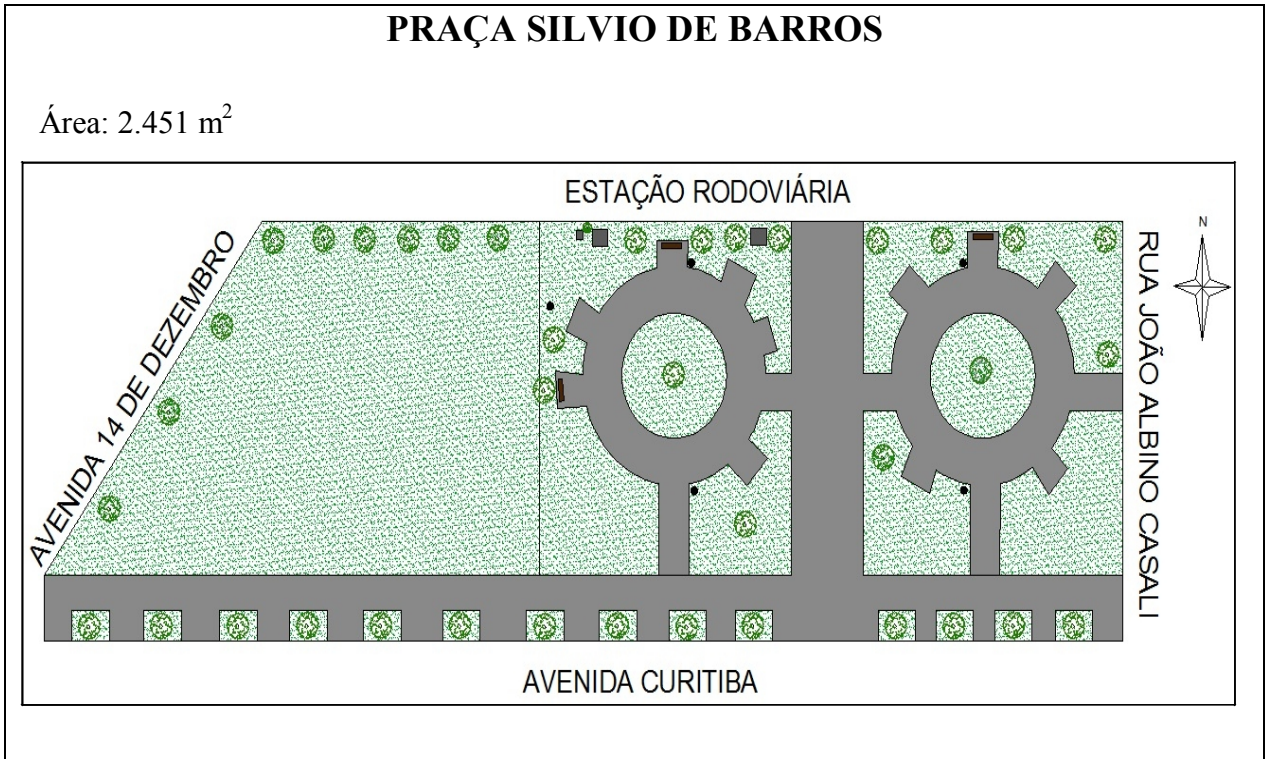 PRAÇA SILVIO DE BARROS
Área: 2.451 m²
ESTAÇÃO RODOVIÁRIA
AVENIDA 14 DE DEZEMBRO
N
RUA JOÃO ALBINO CASALI
AVENIDA CURITIBA